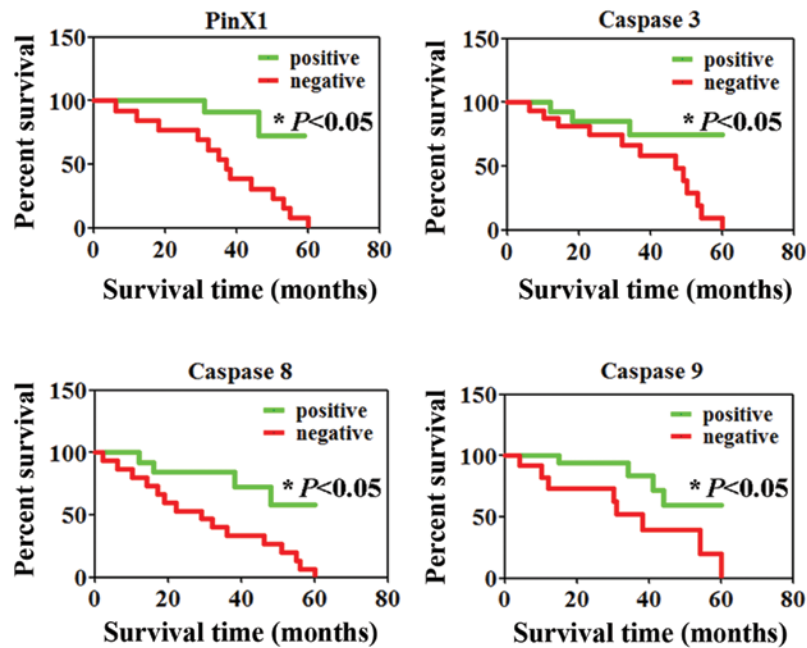 PinX1
150
100
50
0
positive
negative
* P<0.05
Percent survival
0 20 40 60 80
Survival time (months)
Caspase 3
150
100
50
0
positive
negative
* P<0.05
Percent survival
0 20 40 60 80
Survival time (months)
Caspase 8
150
100
50
0
positive
negative
* P<0.05
Percent survival
0 20 40 60 80
Survival time (months)
Caspase 9
150
100
50
0
positive
negative
* P<0.05
Percent survival
0 20 40 60 80
Survival time (months)